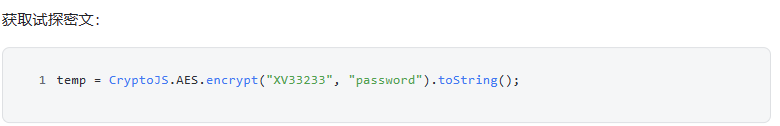 获取试探密文：
1 temp = CryptoJS.AES.encrypt("XV33233", "password").toString();